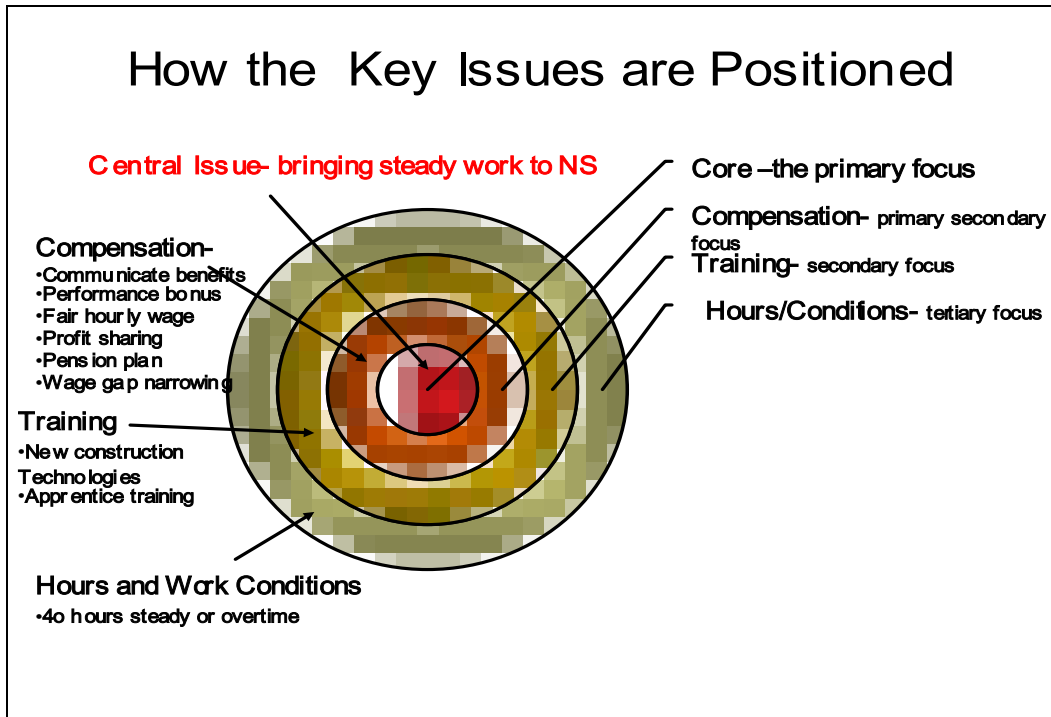 How the Key Issues are Positioned
Central Issue- bringing steady work to NS
Compensation-
•Communicate benefits
•Performance bonus
•Fair hourly wage
•Profit sharing
•Pension plan
•Wage gap narrowing
Training
•New construction
Technologies
•Apprentice training
Hours and Work Conditions
•4o hours steady or overtime
Core –the primary focus
Compensation- primary secondary
focus
Training- secondary focus
Hours/Conditions- tertiary focus